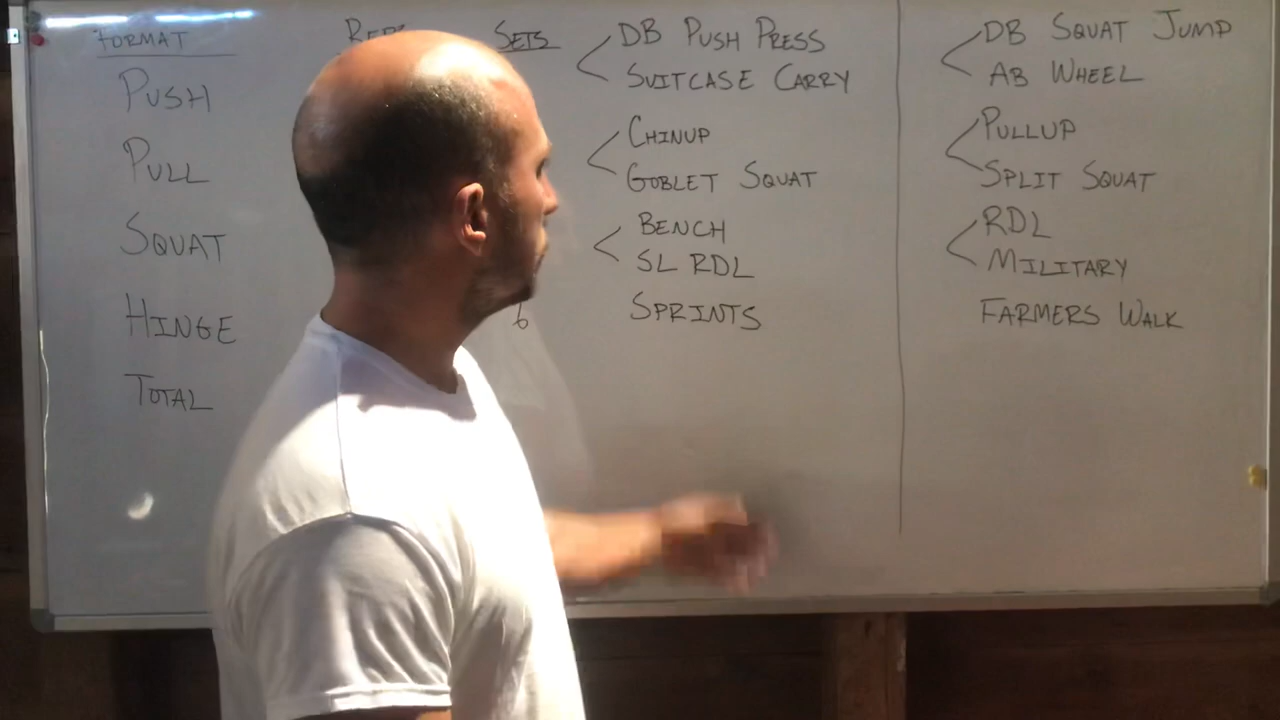 FORMAT
SETS
PUSH
PULL
SQUAT
HINGE
TOTAL
6
DB PUSH PRESS
SUITCASE CARRY
CHINUP
GOBLET SQUAT
BENCH
SL RDL
SPRINTS
DB SQUAT JUMP
AB WHEEL
PULLUP
SPLIT SQUAT
RDL
MILITARY
FARMERS WALK